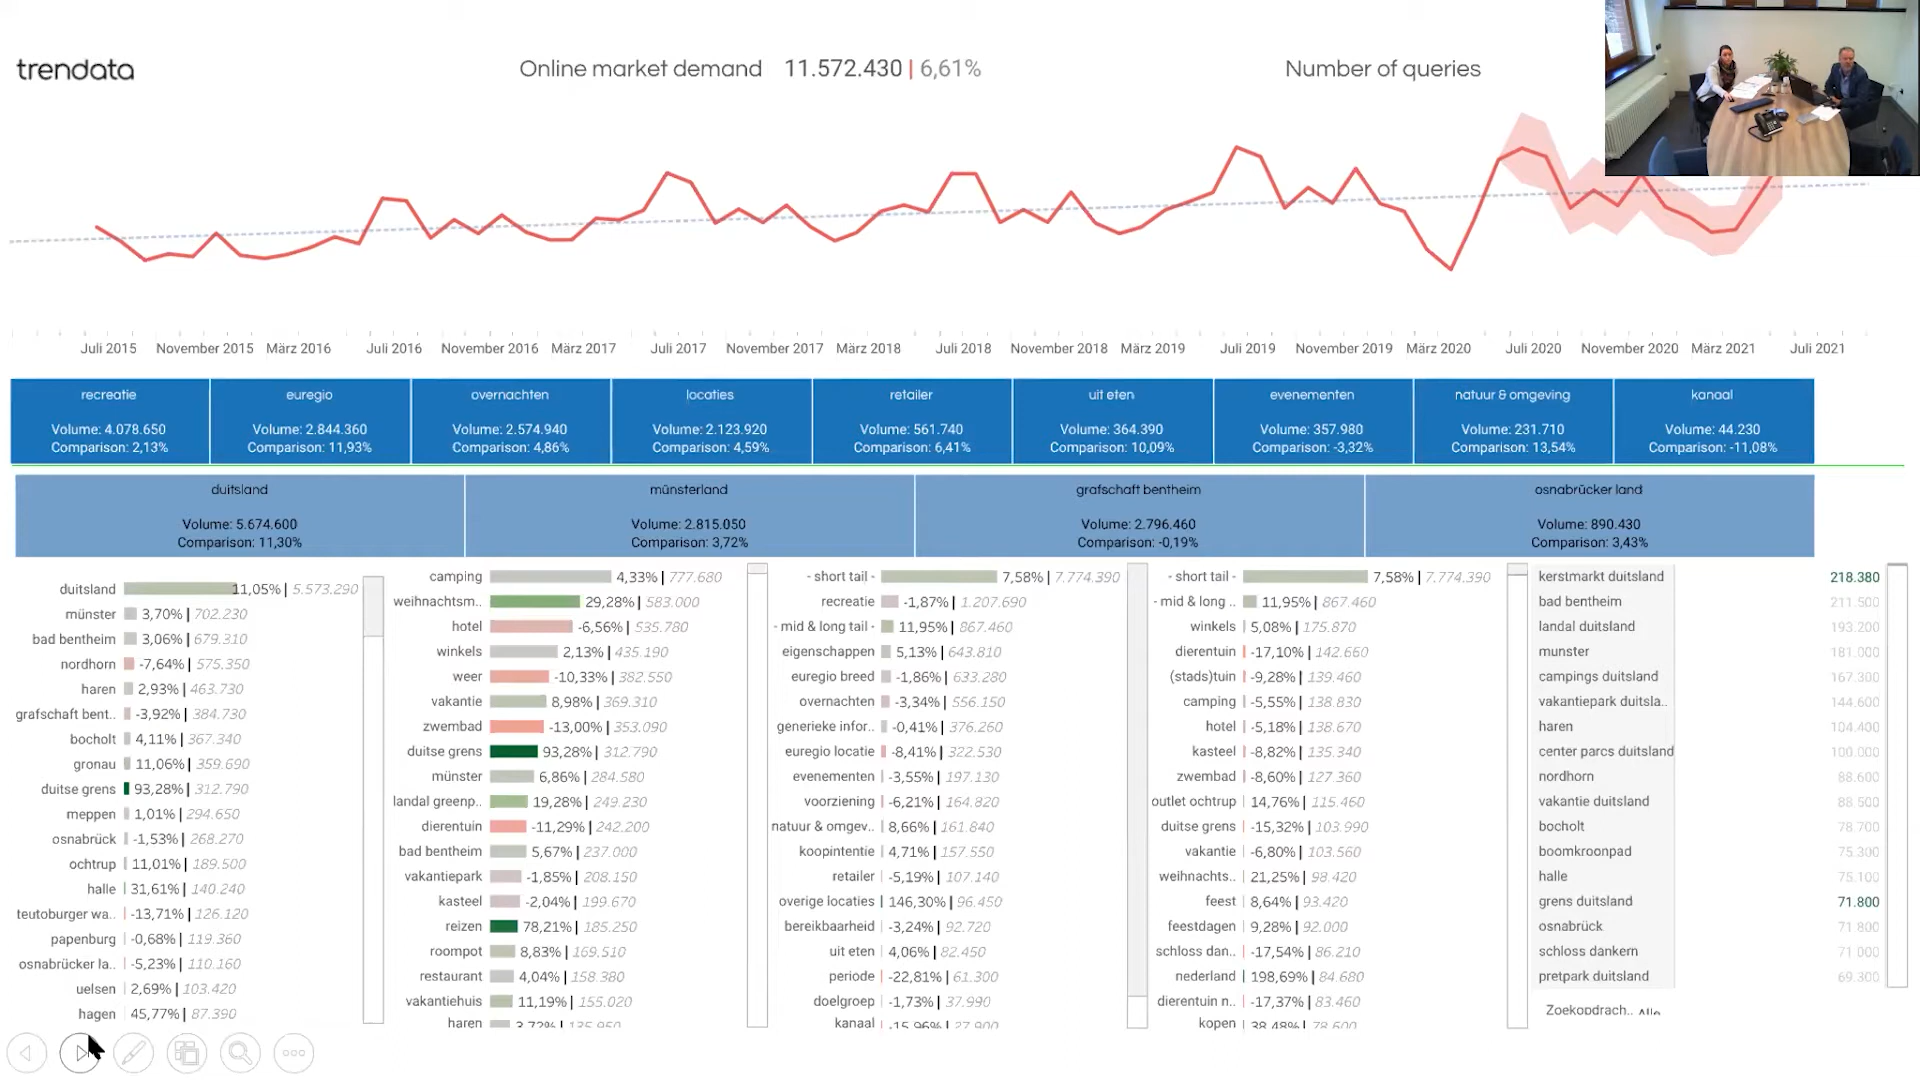 trendata
Online market demand 11.572.430 | 6,61%
Number of queries
Juli 2015 November 2015 März 2016 Juli 2016 November 2016 März 2017 Juli 2017 November 2017 März 2018 Juli 2018 November 2018 März 2019 Juli 2019 November 2019 März 2020 Juli 2020 November 2020 März 2021 Juli 2021
recreatie
Volume: 4.078.650
Comparison: 2,13%
euregio
Volume: 2.844.360
Comparison: 11,93%
overnachten
Volume: 2.574.940
Comparison: 4,86%
locaties
Volume: 2.123.920
Comparison: 4,59%
retailer
Volume: 561.740
Comparison: 6,41%
uit eten
Volume: 364.390
Comparison: 10,09%
evenementen
Volume: 357.980
Comparison: -3,32%
natuur & omgeving
Volume: 231.710
Comparison: 13,54%
kanaal
Volume: 44.230
Comparison: -11,08%
duitsland
Volume: 5.674.600
Comparison: 11,30%
münsterland
Volume: 2.815.050
Comparison: 3,72%
grafschaft bentheim
Volume: 2.796.460
Comparison: -0,19%
osnabrücker land
Volume: 890.430
Comparison: 3,43%
duitsland 11,05% | 5.573.290
münster 3,70% | 702.230
bad bentheim 3,06% | 679.310
nordhorn -7,64% | 575.350
haren 2,93% | 463.730
grafschaft bent.. -3,92% | 384.730
bocholt 4,11% | 367.340
gronau 11,06% | 359.690
duitse grens 93,28% | 312.790
meppen 1,01% | 294.650
osnabrück -1,53% | 268.270
ochtrup 11,01% | 189.500
halle 31,61% | 140.240
teutoburger wa.. -13,71% | 126.120
papenburg -0,68% | 119.360
osnabrücker la.. -5,23% | 110.160
uelsen 2,69% | 103.420
hagen 45,77% | 87.390
camping 4,33% | 777.680
weihnachtsm.. 29,28% | 583.000
hotel -6,56% | 535.780
winkels 2,13% | 435.190
weer -10,33% | 382.550
vakantie 8,98% | 369.310
zwembad -13,00% | 353.090
duitse grens 93,28% | 312.790
münster 6,86% | 284.580
landal greenp.. 19,28% | 249.230
dierentuin -11,29% | 242.200
bad bentheim 5,67% | 237.000
vakantiepark -1,85% | 208.150
kasteel -2,04% | 199.670
reizen 78,21% | 185.250
roompot 8,83% | 169.510
restaurant 4,04% | 158.380
vakantiehuis 11,19% | 155.020
haren 3,72% | 135.950
- short tail - 7,58% | 7.774.390
recreatie -1,87% | 1.207.690
- mid & long tail - 11,95% | 867.460
eigenschappen 5,13% | 643.810
euregio breed -1,86% | 633.280
overnachten -3,34% | 556.150
generieke infor.. -0,41% | 376.260
euregio locatie -8,41% | 322.530
evenementen -3,55% | 197.130
voorziening -6,21% | 164.820
natuur & omgev.. 8,66% | 161.840
koopintentie 4,71% | 157.550
retailer -5,19% | 107.140
overige locaties 146,30% | 96.450
bereikbaarheid -3,24% | 92.720
uit eten 4,06% | 82.450
periode -22,81% | 61.300
doelgroep -1,73% | 37.990
kanaal -15,96% | 27.900
- short tail - 7,58% | 7.774.390
- mid & long .. 11,95% | 867.460
winkels 5,08% | 175.870
dierentuin -17,10% | 142.660
(stads)tuin -9,28% | 139.460
camping -5,55% | 138.830
hotel -5,18% | 138.670
kasteel -8,82% | 135.340
zwembad -8,60% | 127.360
outlet ochtrup 14,76% | 115.460
duitse grens -15,32% | 103.990
vakantie -6,80% | 103.560
weihnachts.. 21,25% | 98.420
feest 8,64% | 93.420
feestdagen 9,28% | 92.000
schloss dan.. -17,54% | 86.210
nederland 198,69% | 84.680
dierentuin n.. -17,37% | 83.460
kopen 38,48% | 78.600
kerstmarkt duitsland 218.380
bad bentheim 211.500
landal duitsland 193.200
munster 181.000
campings duitsland 167.300
vakantiepark duitsla.. 144.600
haren 104.400
center parcs duitsland 100.000
nordhorn 88.600
vakantie duitsland 88.500
bocholt 78.700
boomkroonpad 75.300
halle 75.100
grens duitsland 71.800
osnabrück 71.800
schloss dankern 71.000
pretpark duitsland 69.300
Zoekopdrach.. Alle